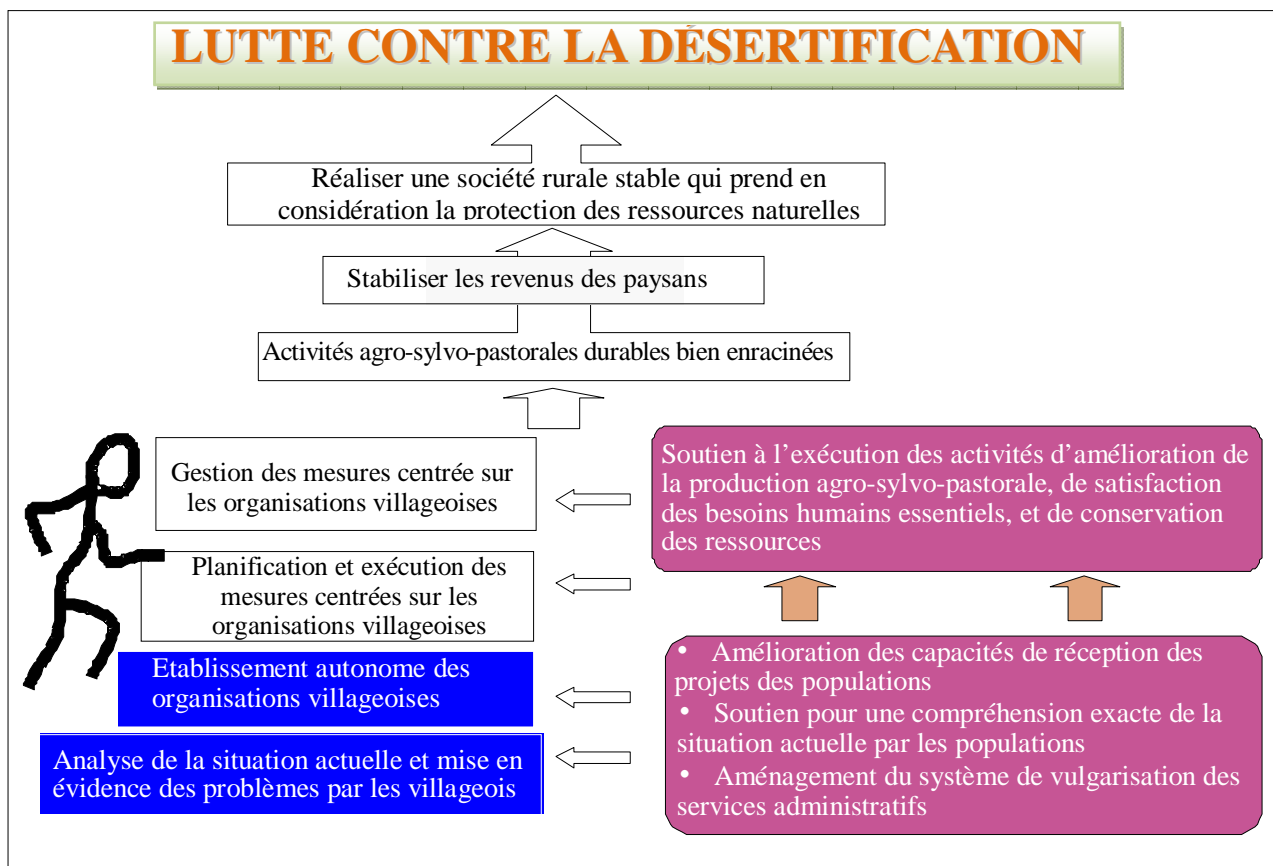 LUTTE CONTRE LA DÉSERTIFICATION
Réaliser une société rurale stable qui prend en
considération la protection des ressources naturelles
Stabiliser les revenus des paysans
Activités agro-sylvo-pastorales durables bien enracinées
Gestion des mesures centrée sur
les organisations villageoises
Planification et exécution des
mesures centrées sur les
organisations villageoises
Etablissement autonome des
organisations villageoises
Analyse de la situation actuelle et mise en
évidence des problèmes par les villageois
Soutien à l’exécution des activités d’amélioration de
la production agro-sylvo-pastorale, de satisfaction
des besoins humains essentiels, et de conservation
des ressources
• Amélioration des capacités de réception des
projets des populations
• Soutien pour une compréhension exacte de la
situation actuelle par les populations
• Aménagement du système de vulgarisation des
services administratifs